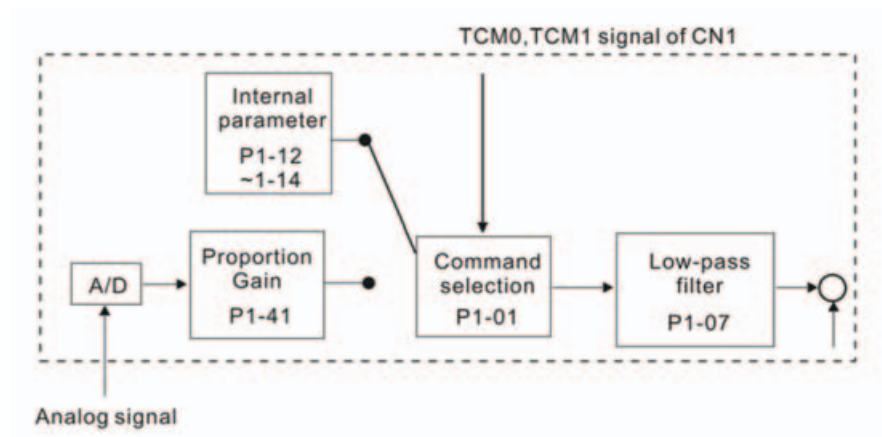 TCM0,TCM1 signal of CN1
Internal
parameter
P1-12
~1-14
A/D
Proportion
Gain
P1-41
Command
selection
P1-01
Low-pass
filter
P1-07
Analog signal